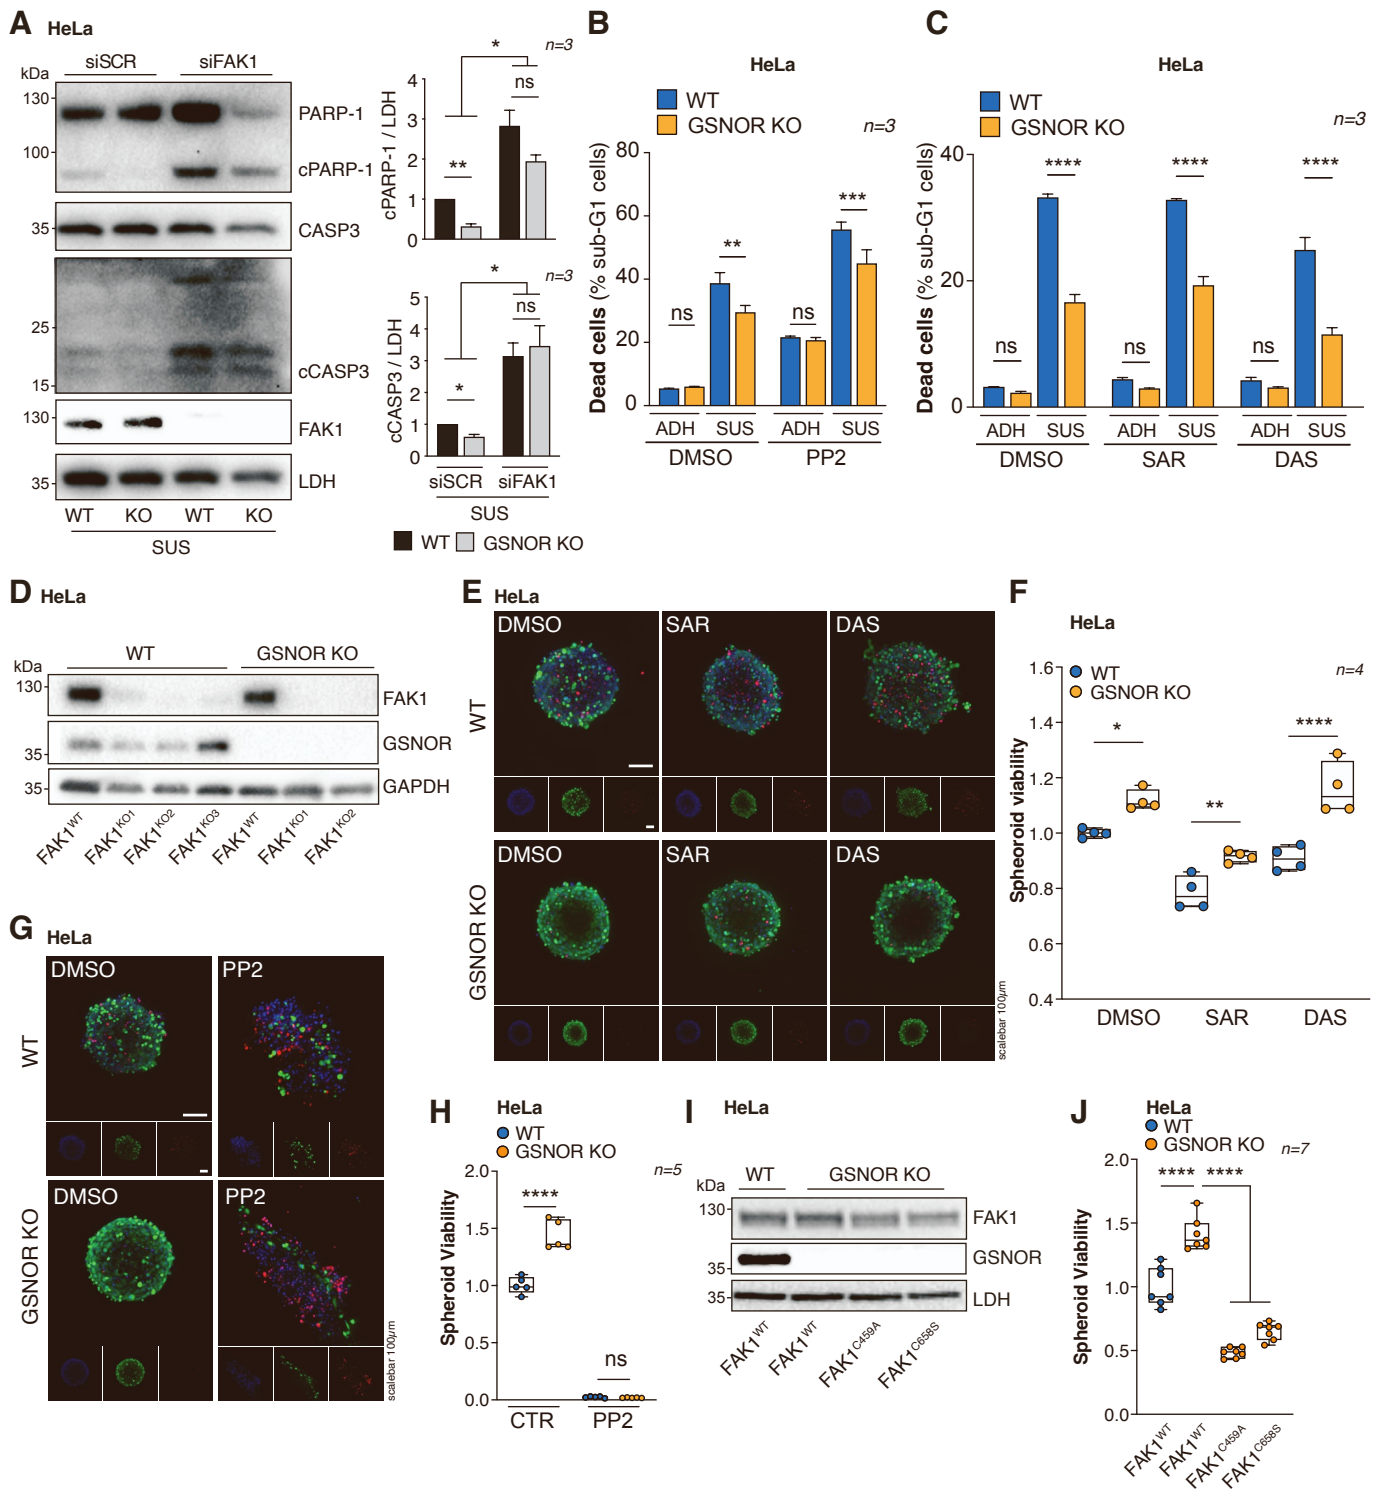 A HeLa
siSCR siFAK1
kDa
130
PARP-1
100
cPARP-1
35
CASP3
25
cCASP3
15
130
FAK1
35
LDH
WT KO WT KO
SUS
* n=3
4
ns
3
**
2
1
0
cPARP-1 / LDH
* n=3
5
ns
4
3
*
2
1
0
cCASP3 / LDH
siSCR siFAK1
SUS
WT GSNOR KO
B
HeLa
WT
GSNOR KO
n=3
80
60
40
20
0
Dead cells (% sub-G1 cells)
ns ** ns ***
ADH SUS ADH SUS
DMSO PP2
C
HeLa
WT
GSNOR KO
n=3
40
20
0
Dead cells (% sub-G1 cells)
ns **** ns **** ns ****
ADH SUS ADH SUS ADH SUS
DMSO SAR DAS
D HeLa
WT GSNOR KO
kDa
130
FAK1
GSNOR
35
35
GAPDH
FAK1WT FAK1KO1 FAK1KO2 FAK1KO3 FAK1WT FAK1KO1 FAK1KO2
E HeLa
DMSO SAR DAS
WT
DMSO SAR DAS
GSNOR KO
scalebar 100µm
F
HeLa
WT
GSNOR KO
n=4
1.6
1.4
1.2
1.0
0.8
0.6
0.4
Spheoroid viability
* ** ****
DMSO SAR DAS
G HeLa
DMSO PP2
WT
DMSO PP2
GSNOR KO
scalebar 100µm
H HeLa
WT
GSNOR KO
n=5
2.0
1.5
1.0
0.5
0.0
Spheroid Viability
**** ns
CTR PP2
I HeLa
WT GSNOR KO
kDa
130
FAK1
GSNOR
35
35
LDH
FAK1WT FAK1WT FAK1C459A FAK1C658S
J HeLa
WT
GSNOR KO
n=7
2.0
1.5
1.0
0.5
0.0
Spheroid Viability
**** ****
FAK1WT FAK1WT FAK1C459A FAK1C658S